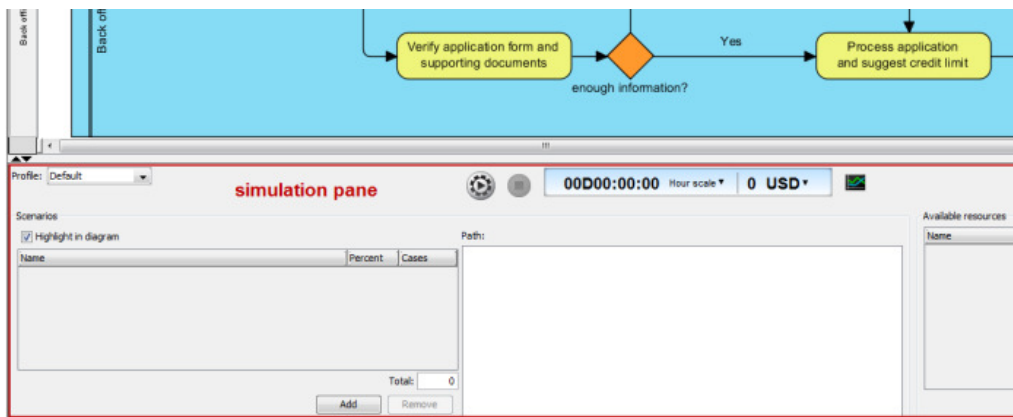 Back offi
Back off
Verify application form and
supporting documents
enough information?
Yes
Process application
and suggest credit limit
Profile:
Default
simulation pane
00D00:00:00
Hour scale
0 USD
Scenarios
Highlight in diagram
Name
Percent
Cases
Total:
0
Add
Remove
Path:
Available resources
Name